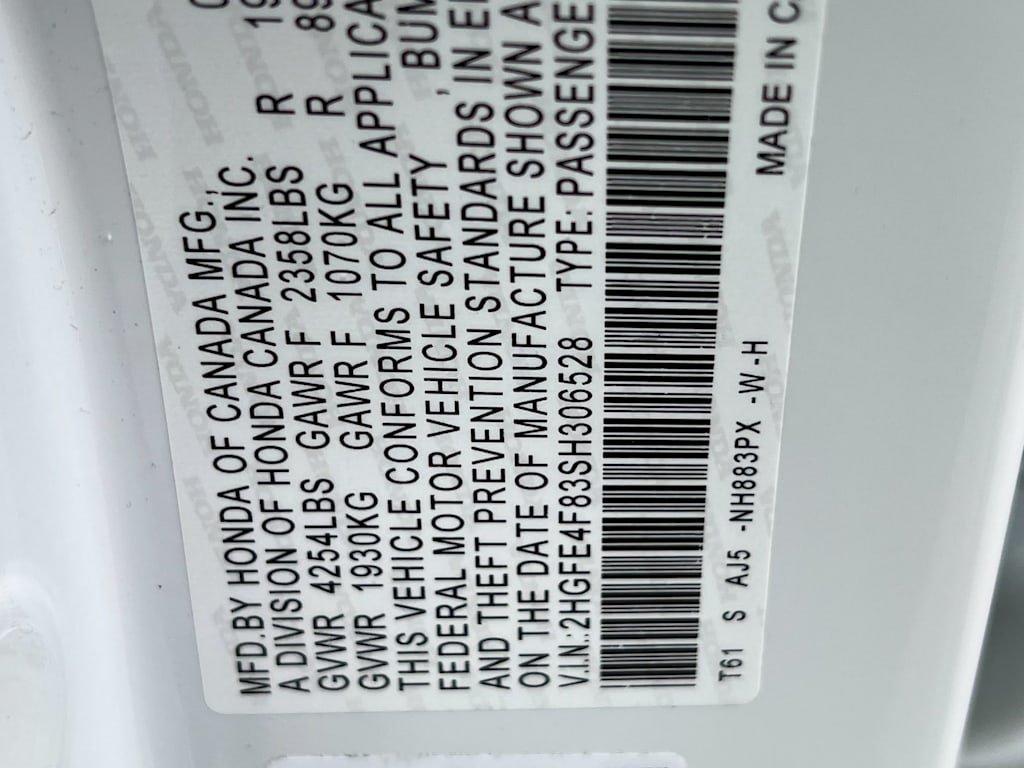 MFD.BY HONDA OF CANADA MFG.,
A DIVISION OF HONDA CANADA INC.
GVWR 4254LBS GAWR F 2358LBS R 19
GVWR 1930KG GAWR F 1070KG R 89
THIS VEHICLE CONFORMS TO ALL APPLICA
FEDERAL MOTOR VEHICLE SAFETY , BUM
AND THEFT PREVENTION STANDARDS IN
ON THE DATE OF MANUFACTURE SHOWN A
V.I.N.:2HGFE4F83SH306528 TYPE: PASSENGE
T61 S AJ5 -NH883PX -W -H
MADE IN C